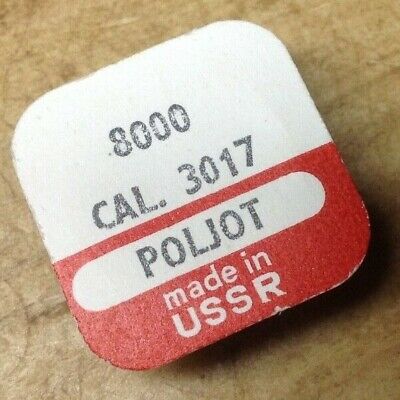 8000
CAL. 3017
POLJOT
made in
USSR